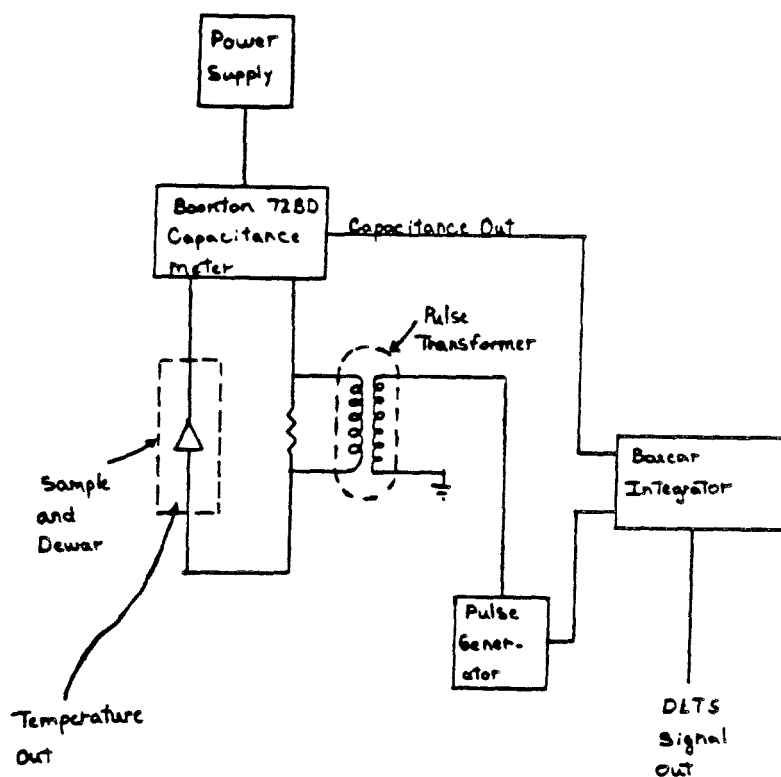 Power
Supply
Boonton 72BD
Capacitance
Meter
Capacitance Out
Pulse
Transformer
Sample
and
Dewar
Boxcar
Integrator
Pulse
Gener-
ator
Temperature
Out
DLTS
Signal
Out